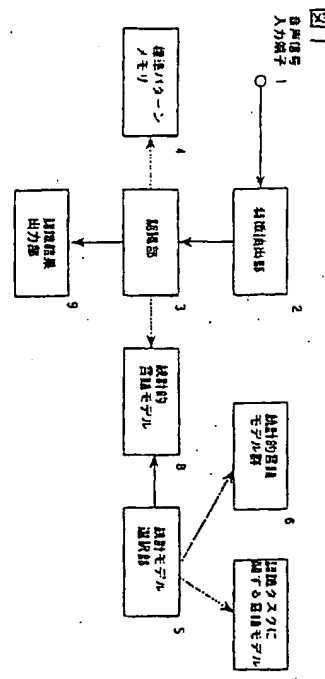 図1
音声信号
入力端子
1
特徴抽出部
2
標準パターン
メモリ
4
認識部
3
認識結果
出力部
9
統計的
言語モデル
8
統計モデル
選択部
5
統計的言語
モデル群
6
認識タスクに
関する言語モデル